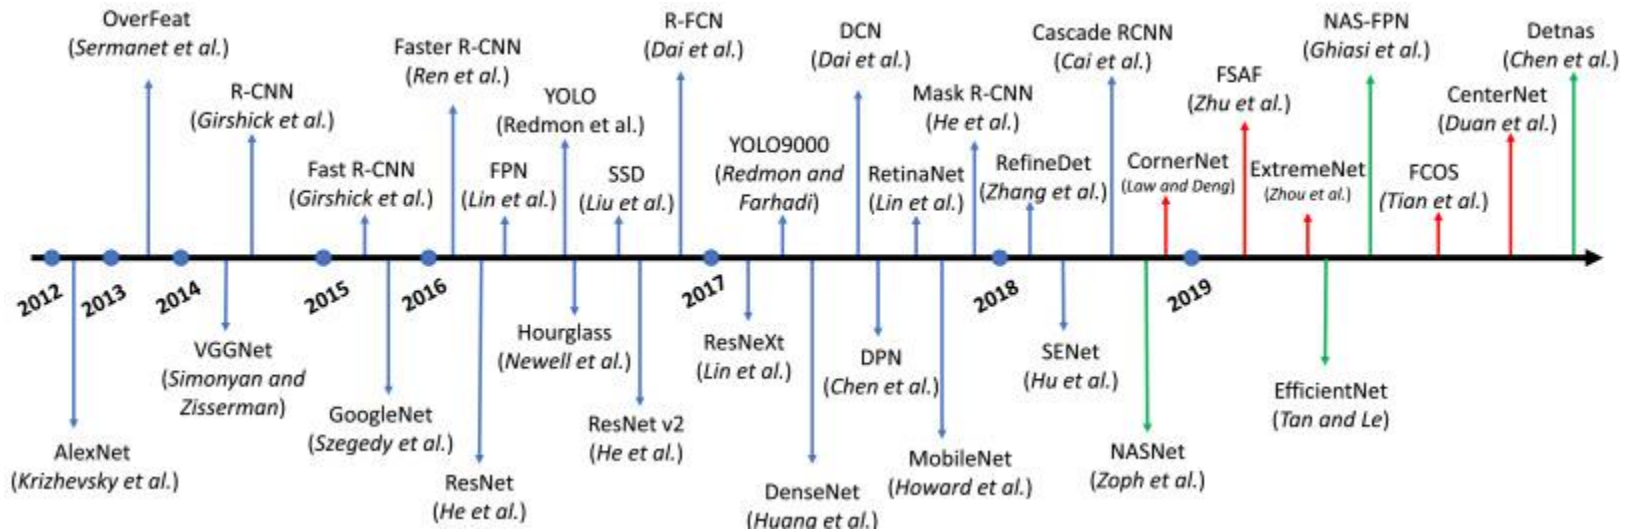 OverFeat
(Sermanet et al.)
R-CNN
(Girshick et al.)
Fast R-CNN
(Girshick et al.)
Faster R-CNN
(Ren et al.)
FPN
(Lin et al.)
YOLO
(Redmon et al.)
SSD
(Liu et al.)
R-FCN
(Dai et al.)
YOLO9000
(Redmon and
Farhadi)
DCN
(Dai et al.)
RetinaNet
(Lin et al.)
Mask R-CNN
(He et al.)
RefineDet
(Zhang et al.)
Cascade RCNN
(Cai et al.)
CornerNet
(Law and Deng)
FSAF
(Zhu et al.)
ExtremeNet
(Zhou et al.)
NAS-FPN
(Ghiasi et al.)
FCOS
(Tian et al.)
CenterNet
(Duan et al.)
Detnas
(Chen et al.)
2012
2013
2014
2015
2016
2017
2018
2019
AlexNet
(Krizhevsky et al.)
VGGNet
(Simonyan and
Zisserman)
GoogleNet
(Szegedy et al.)
ResNet
(He et al.)
Hourglass
(Newell et al.)
ResNet v2
(He et al.)
ResNeXt
(Lin et al.)
DenseNet
(Huang et al.)
DPN
(Chen et al.)
MobileNet
(Howard et al.)
SENet
(Hu et al.)
NASNet
(Zoph et al.)
EfficientNet
(Tan and Le)